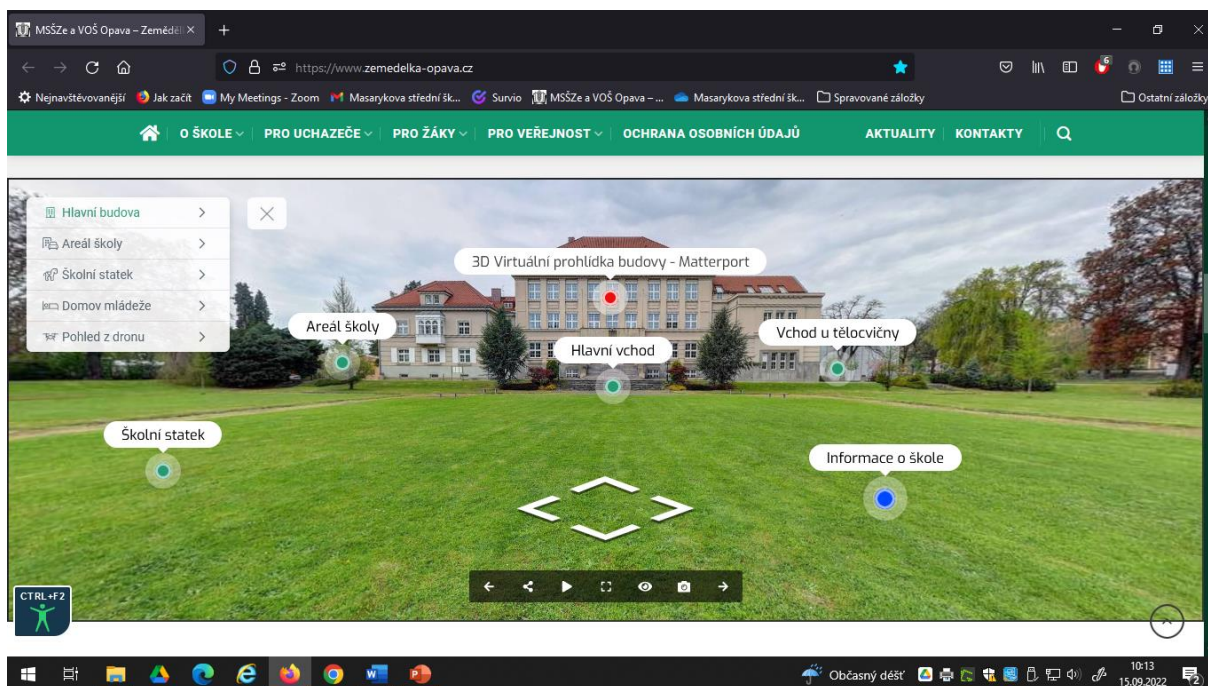 MSŠZe a VOŠ Opava – Zeměděl
https://www.zemedelka-opava.cz
6
Nejnavštěvovanější
Jak začít
My Meetings - Zoom
Masarykova střední šk...
Survio
MSŠZe a VOŠ Opava – ...
Masarykova střední šk...
Spravované záložky
Ostatní záložky
O ŠKOLE
PRO UCHAZEČE
PRO ŽÁKY
PRO VEŘEJNOST
OCHRANA OSOBNÍCH ÚDAJŮ
AKTUALITY
KONTAKTY
Hlavní budova
Areál školy
Školní statek
Domov mládeže
Pohled z dronu
3D Virtuální prohlídka budovy - Matterport
Areál školy
Hlavní vchod
Vchod u tělocvičny
Školní statek
Informace o škole
CTRL+F2
Občasný déšť
10:13
15.09.2022
2